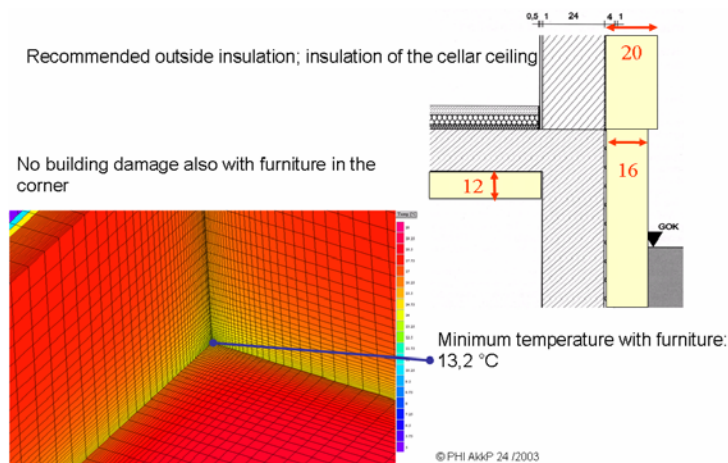 0,5 1 24 4 1
Recommended outside insulation; insulation of the cellar ceiling
20
No building damage also with furniture in the
corner
12
16
GOK
Minimum temperature with furniture:
13,2 °C
© PHI AkkP 24 /2003